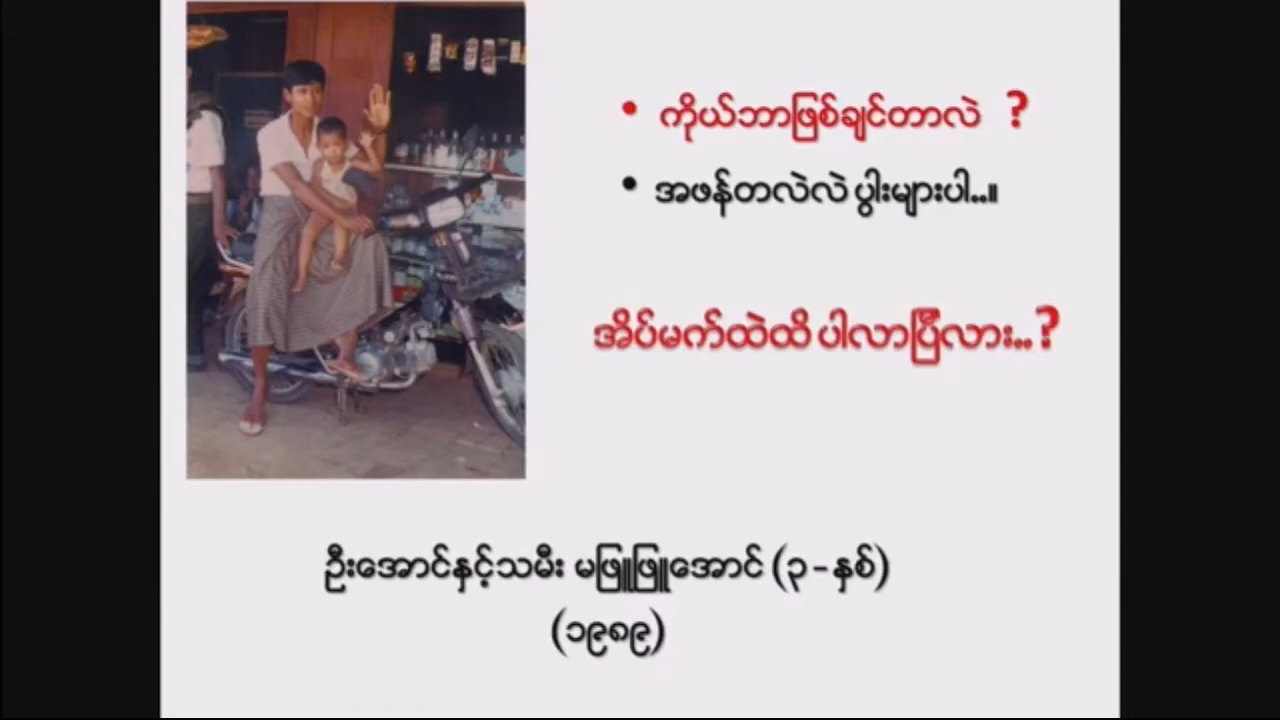 • ကိုယ်ဘာဖြစ်ချင်တာလဲ ?
• အဖန်တလဲလဲ ပွါးများပါ..။
အိပ်မက်ထဲထိ ပါလာပြီလား..?
ဦးအောင်နှင့်သမီး မဖြူဖြူအောင် (၃-နှစ်)
(၁၉၈၉)